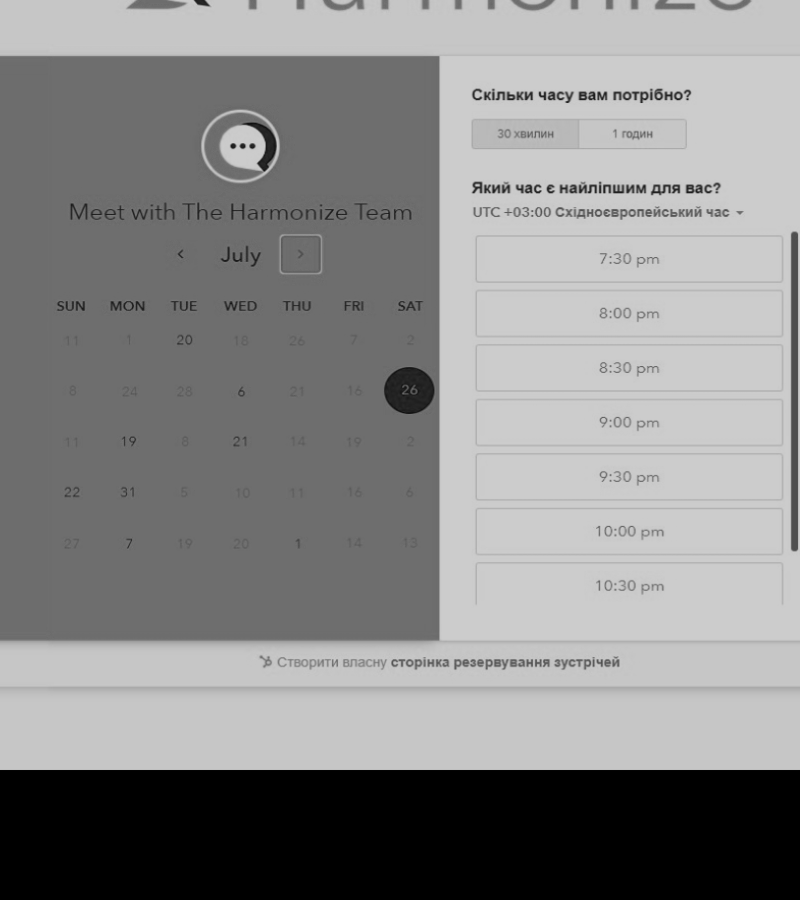 Harmonize
Meet with The Harmonize Team
< July >
SUN MON TUE WED THU FRI SAT
11 1 20 18 26 7 2
8 24 28 6 21 16 26
11 19 8 21 14 19 2
22 31 5 10 11 16 6
27 7 19 20 1 14 13
Скільки часу вам потрібно?
30 хвилин 1 годин
Який час є найліпшим для вас?
UTC +03:00 Східноєвропейський час
7:30 pm
8:00 pm
8:30 pm
9:00 pm
9:30 pm
10:00 pm
10:30 pm
Створити власну сторінка резервування зустрічей